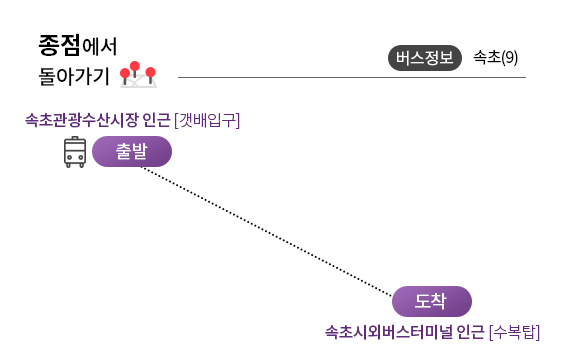 종점에서
돌아가기
버스정보 속초(9)
속초관광수산시장 인근 [갯배입구]
출발
도착
속초시외버스터미널 인근 [수복탑]